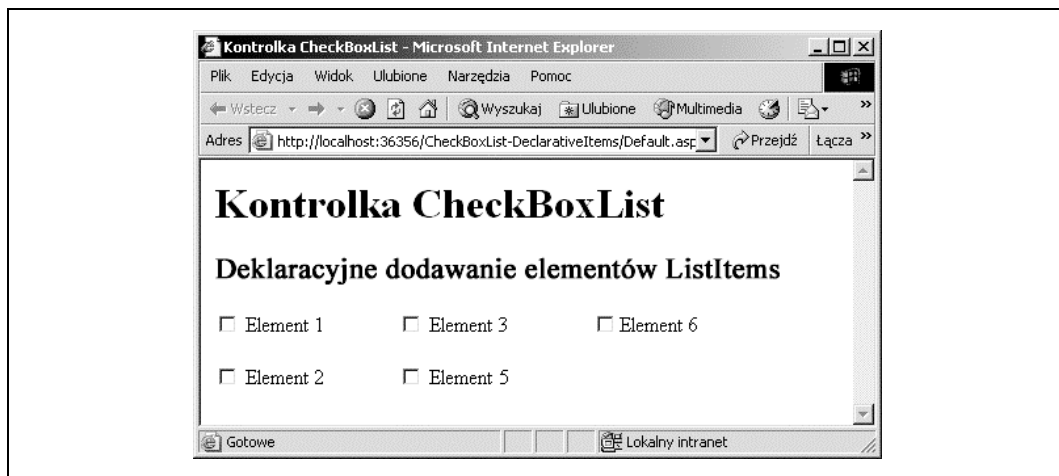 Kontrolka CheckBoxList - Microsoft Internet Explorer
Plik Edycja Widok Ulubione Narzędzia Pomoc
Wstecz Wyszukaj Ulubione Multimedia »
Adres http://localhost:36356/CheckBoxList-DeclarativeItems/Default.asp Przejdź Łącza »
Kontrolka CheckBoxList
Deklaracyjne dodawanie elementów ListItems
Element 1 Element 3 Element 6
Element 2 Element 5
Gotowe Lokalny intranet